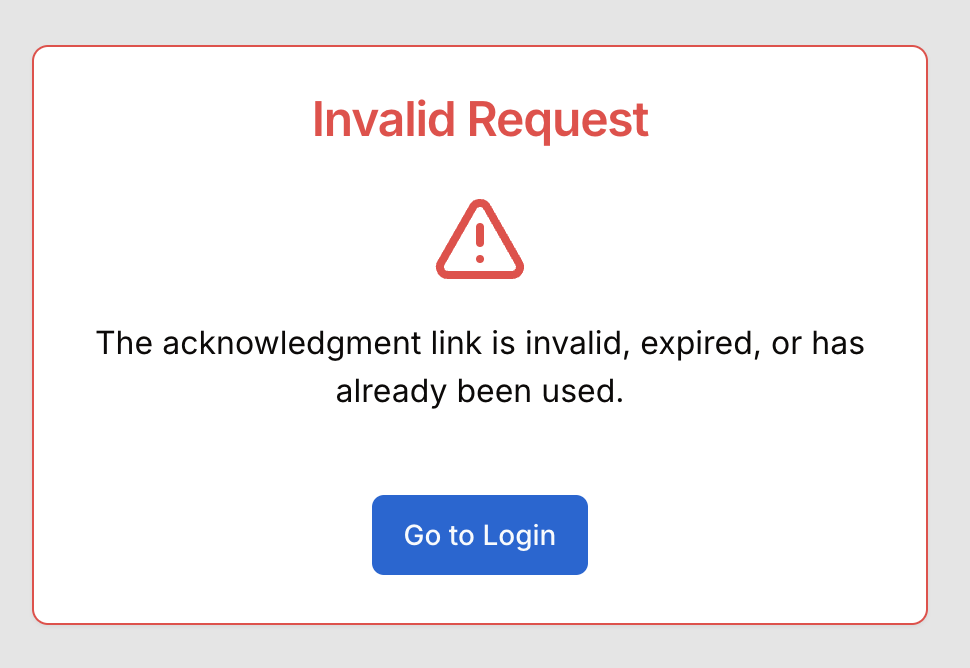 Invalid Request
The acknowledgment link is invalid, expired, or has
already been used.
Go to Login